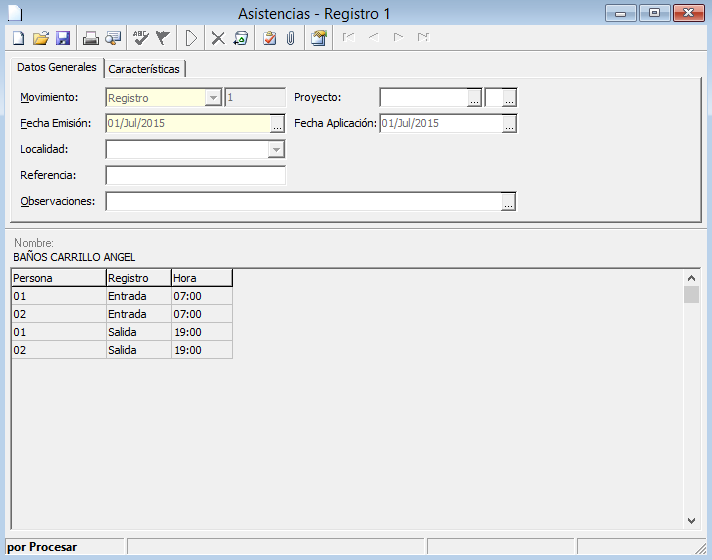 Asistencias - Registro 1
ABC
Datos Generales Características
Movimiento: Registro 1 Proyecto: ... ...
Fecha Emisión: 01/Jul/2015 ... Fecha Aplicación: 01/Jul/2015 ...
Localidad:
Referencia:
Observaciones: ...
Nombre:
BAÑOS CARRILLO ANGEL
Persona Registro Hora
01 Entrada 07:00
02 Entrada 07:00
01 Salida 19:00
02 Salida 19:00
por Procesar